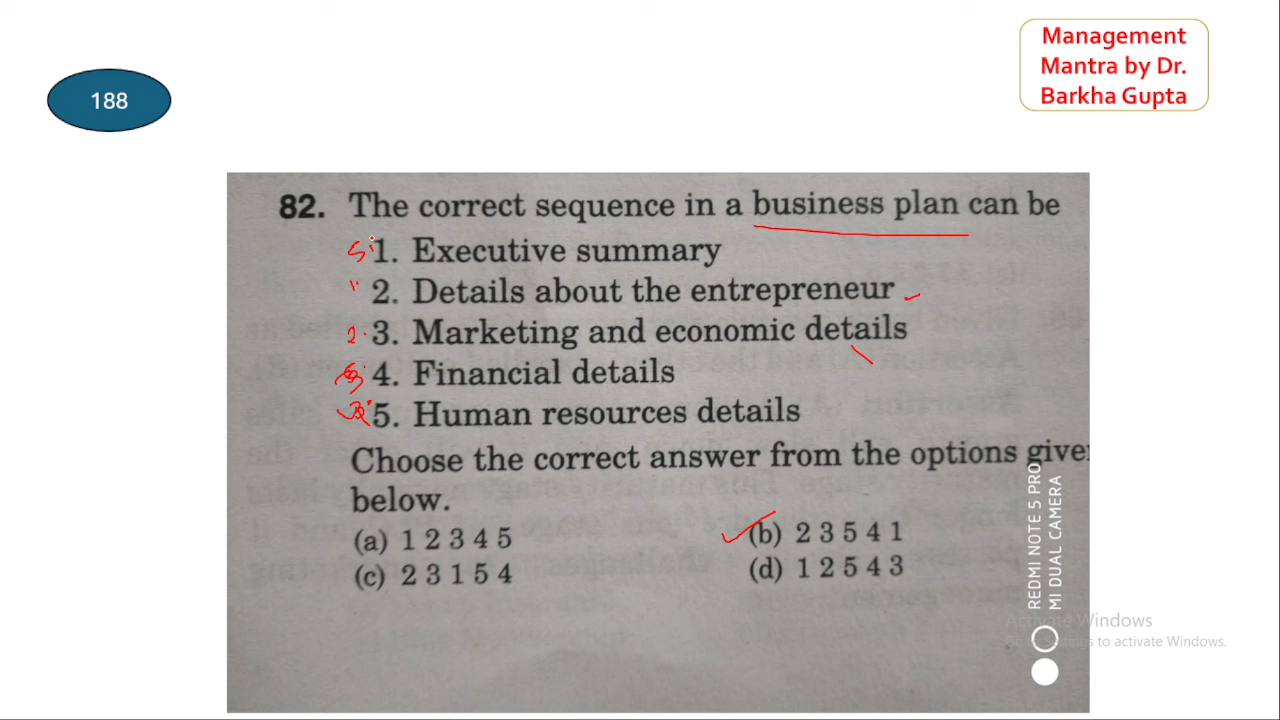 Management
Mantra by Dr.
Barkha Gupta
188
82. The correct sequence in a business plan can be
1. Executive summary
2. Details about the entrepreneur
3. Marketing and economic details
4. Financial details
5. Human resources details
Choose the correct answer from the options give
below.
(a) 1 2 3 4 5
(b) 2 3 5 4 1
(c) 2 3 1 5 4
(d) 1 2 5 4 3
REDMI NOTE 5 PRO
MI DUAL CAMERA
Activate Windows
Settings to activate Windows.